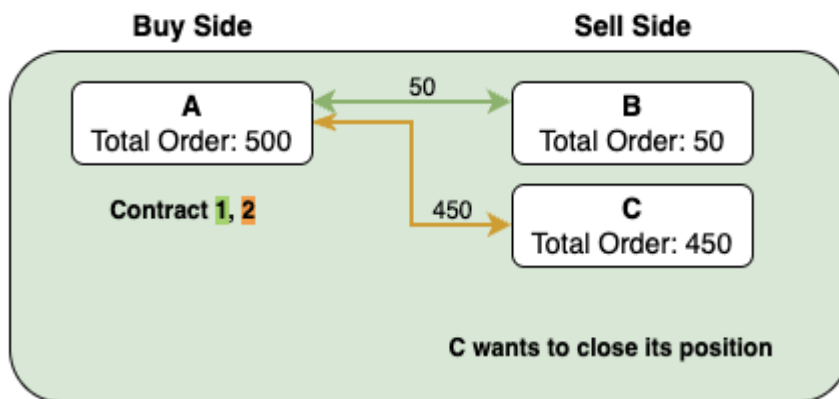 Buy Side
Sell Side
A
Total Order: 500
50
B
Total Order: 50
Contract 1, 2
450
C
Total Order: 450
C wants to close its position